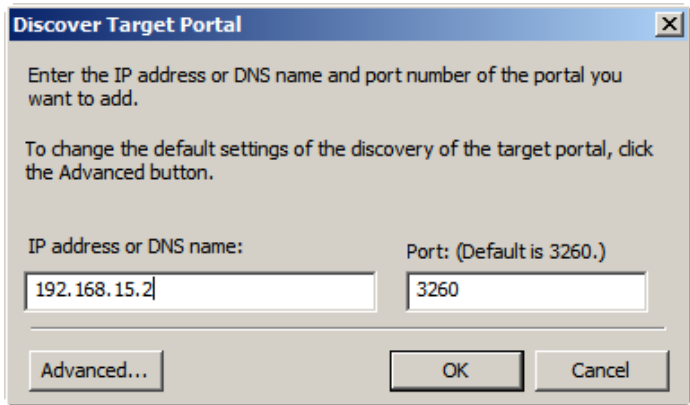 Discover Target Portal
Enter the IP address or DNS name and port number of the portal you
want to add.
To change the default settings of the discovery of the target portal, click
the Advanced button.
IP address or DNS name:
Port: (Default is 3260.)
192.168.15.2
3260
Advanced...
OK
Cancel